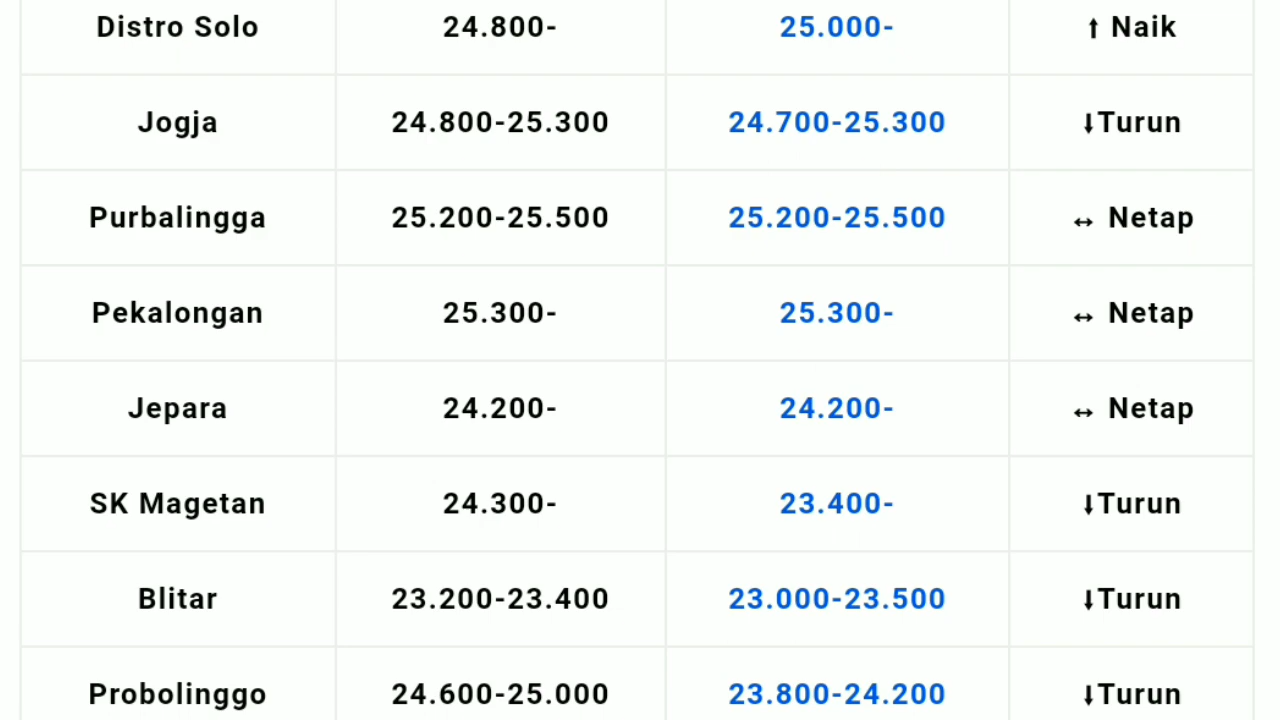 Distro Solo 24.800- 25.000- ⬆ Naik
Jogja 24.800-25.300 24.700-25.300 ⬇Turun
Purbalingga 25.200-25.500 25.200-25.500 ↔ Netap
Pekalongan 25.300- 25.300- ↔ Netap
Jepara 24.200- 24.200- ↔ Netap
SK Magetan 24.300- 23.400- ⬇Turun
Blitar 23.200-23.400 23.000-23.500 ⬇Turun
Probolinggo 24.600-25.000 23.800-24.200 ⬇Turun